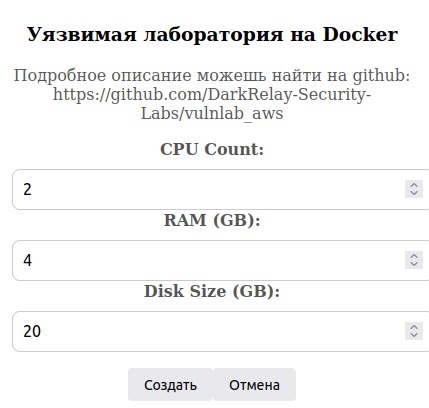 Уязвимая лаборатория на Docker
Подробное описание можешь найти на github:
https://github.com/DarkRelay-Security-
Labs/vulnlab_aws
CPU Count:
2
RAM (GB):
4
Disk Size (GB):
20
Создать Отмена